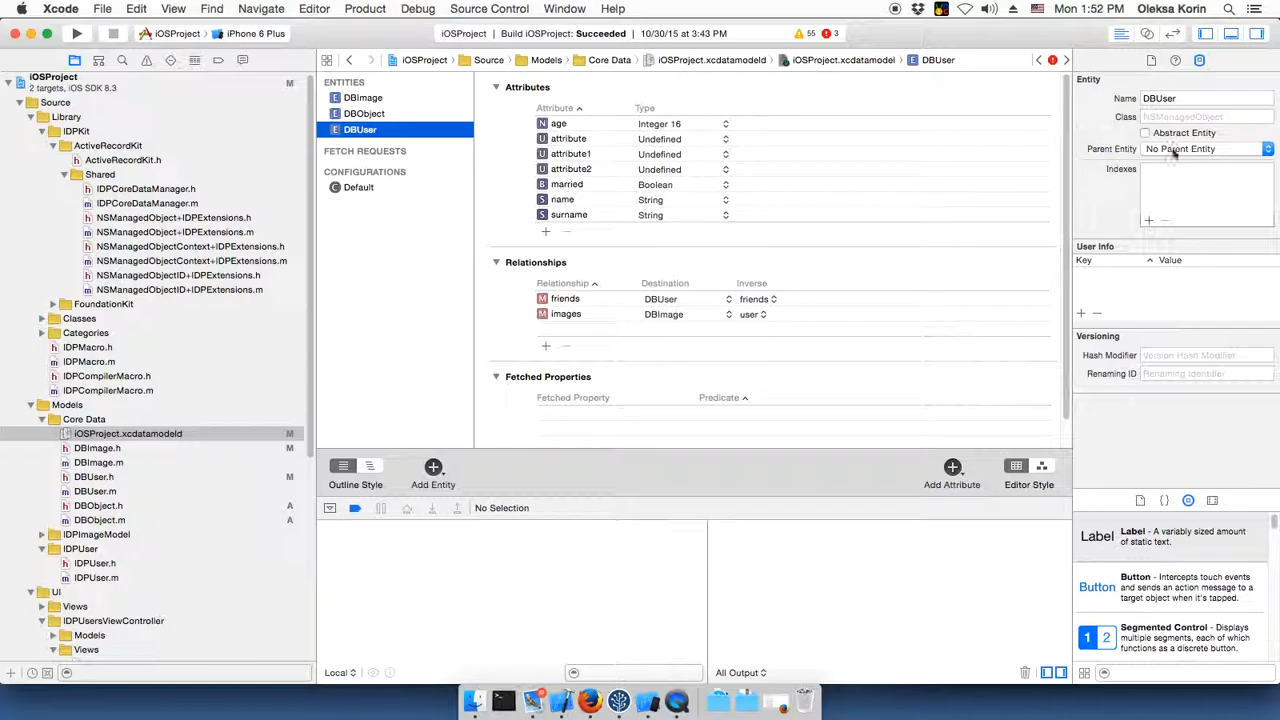 Xcode File Edit View Find Navigate Editor Product Debug Source Control Window Help Mon 1:52 PM Oleksa Korin
iOSProject iPhone 6 Plus iOSProject Build iOSProject: Succeeded 10/30/15 at 3:43 PM 55 3
iOSProject Source Models Core Data iOSProject.xcdatamodeld iOSProject.xcdatamodel DBUser
iOSProject M
2 targets, iOS SDK 8.3
Source
Library
IDPKit
ActiveRecordKit
ActiveRecordKit.h
Shared
IDPCoreDataManager.h
IDPCoreDataManager.m
NSManagedObject+IDPExtensions.h
NSManagedObject+IDPExtensions.m
NSManagedObjectContext+IDPExtensions.h
NSManagedObjectContext+IDPExtensions.m
NSManagedObjectID+IDPExtensions.h
NSManagedObjectID+IDPExtensions.m
FoundationKit
Classes
Categories
IDPMacro.h
IDPMacro.m
IDPCompilerMacro.h
IDPCompilerMacro.m
Models
Core Data
iOSProject.xcdatamodeld M
DBImage.h M
DBImage.m
DBUser.h M
DBUser.m
DBObject.h A
DBObject.m A
IDPImageModel
IDPUser
IDPUser.h
IDPUser.m
UI
Views
IDPUsersViewController
Models
Views
ENTITIES
E DBImage
E DBObject
E DBUser
FETCH REQUESTS
CONFIGURATIONS
C Default
Attributes
Attribute Type
N age Integer 16
U attribute Undefined
U attribute1 Undefined
U attribute2 Undefined
B married Boolean
S name String
S surname String
+ −
Relationships
Relationship Destination Inverse
M friends DBUser friends
M images DBImage user
+ −
Fetched Properties
Fetched Property Predicate
Outline Style Add Entity Add Attribute Editor Style
No Selection
Local All Output
Entity
Name DBUser
Class NSManagedObject
Abstract Entity
Parent Entity No Parent Entity
Indexes
+ −
User Info
Key Value
+ −
Versioning
Hash Modifier Version Hash Modifier
Renaming ID Renaming Identifier
Label Label - A variably sized amount
of static text.
Button Button - Intercepts touch events
and sends an action message to a
target object when it's tapped.
1 2 Segmented Control - Displays
multiple segments, each of which
functions as a discrete button.